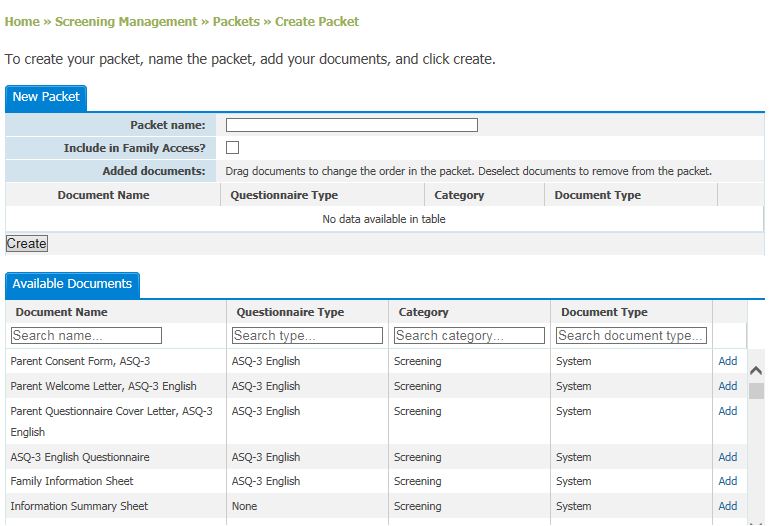 Home » Screening Management » Packets » Create Packet
To create your packet, name the packet, add your documents, and click create.
New Packet
Packet name:
Include in Family Access?
Added documents: Drag documents to change the order in the packet. Deselect documents to remove from the packet.
Document Name Questionnaire Type Category Document Type
No data available in table
Create
Available Documents
Document Name Questionnaire Type Category Document Type
Search name... Search type... Search category... Search document type...
Parent Consent Form, ASQ-3 ASQ-3 English Screening System Add
Parent Welcome Letter, ASQ-3 English ASQ-3 English Screening System Add
Parent Questionnaire Cover Letter, ASQ-3 ASQ-3 English Screening System Add
English
ASQ-3 English Questionnaire ASQ-3 English Screening System Add
Family Information Sheet ASQ-3 English Screening System Add
Information Summary Sheet None Screening System Add